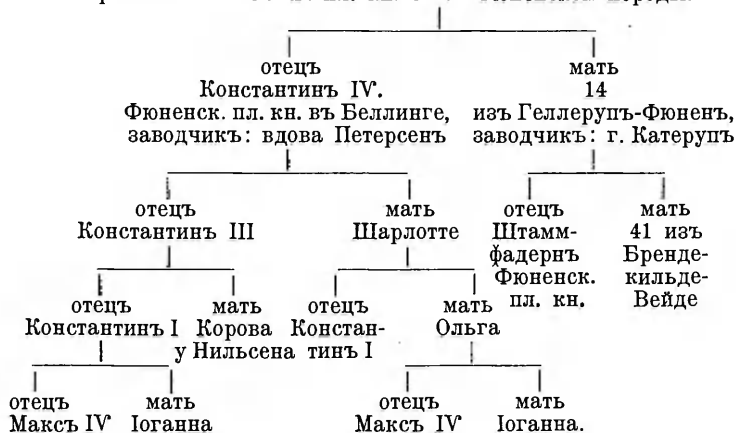 отецъ мать
Константинъ IV. 14
Фюненск. пл. кн. въ Беллинге, изъ Геллерупъ-Фюненъ,
заводчикъ: вдова Петерсенъ заводчикъ: г. Катерупъ
отецъ мать отецъ мать
Константинъ III Шарлотте Штамм- 41 изъ
фадернъ Бренде-
Фюненск. кильде-
отецъ мать отецъ мать пл. кн. Вейде
Константинъ I Корова Констан- Ольга
у Нильсена тинъ I
отецъ мать отецъ мать
Максъ IV Іоганна Максъ IV Іоганна.